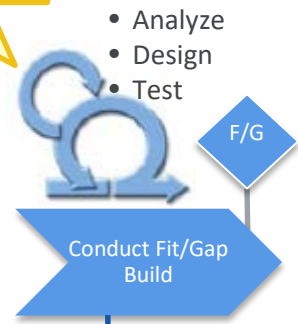 • Analyze
• Design
• Test
F/G
Conduct Fit/Gap
Build